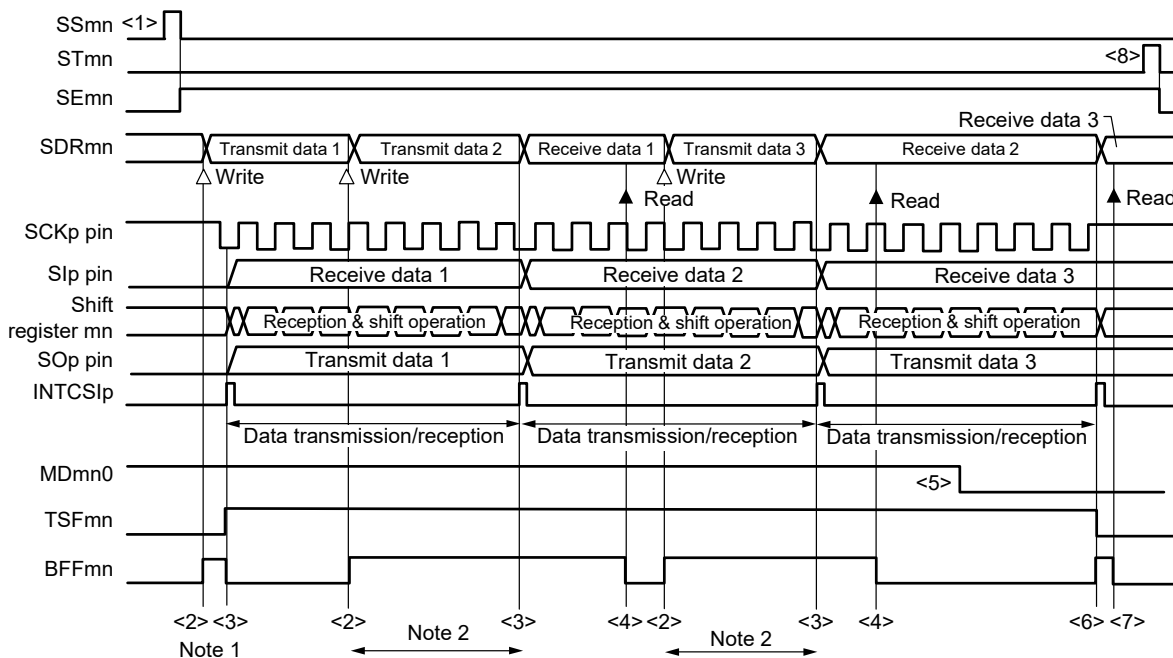 SSmn <1>
STmn <8>
SEmn
Receive data 3
SDRmn Transmit data 1 Transmit data 2 Receive data 1 Transmit data 3 Receive data 2
Write Write Write
Read Read Read
SCKp pin
SIp pin Receive data 1 Receive data 2 Receive data 3
Shift
register mn Reception & shift operation Reception & shift operation Reception & shift operation
SOp pin Transmit data 1 Transmit data 2 Transmit data 3
INTCSIp
Data transmission/reception Data transmission/reception Data transmission/reception
MDmn0 <5>
TSFmn
BFFmn
<2> <3> <2> <3> <4> <2> <3> <4> <6> <7>
Note 1 Note 2 Note 2